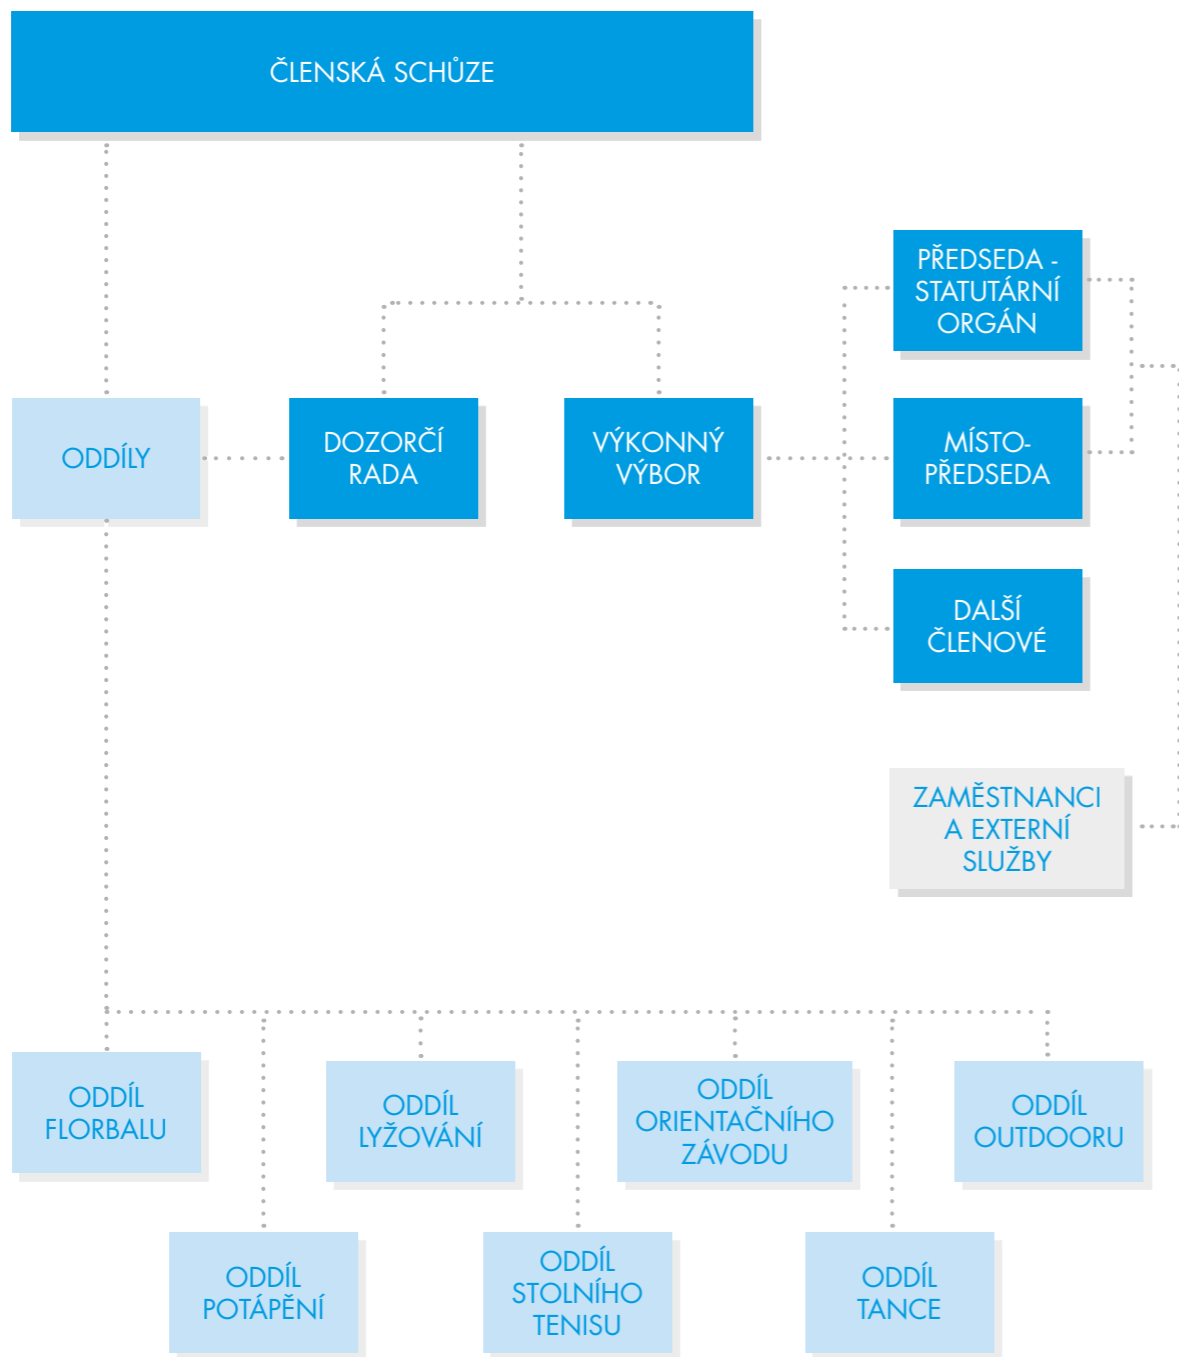 ČLENSKÁ SCHŮZE
PŘEDSEDA -
STATUTÁRNÍ
ORGÁN
ODDÍLY
DOZORČÍ
RADA
VÝKONNÝ
VÝBOR
MÍSTO-
PŘEDSEDA
DALŠÍ
ČLENOVÉ
ZAMĚSTNANCI
A EXTERNÍ
SLUŽBY
ODDÍL
FLORBALU
ODDÍL
LYŽOVÁNÍ
ODDÍL
ORIENTAČNÍHO
ZÁVODU
ODDÍL
OUTDOORU
ODDÍL
POTÁPĚNÍ
ODDÍL
STOLNÍHO
TENISU
ODDÍL
TANCE